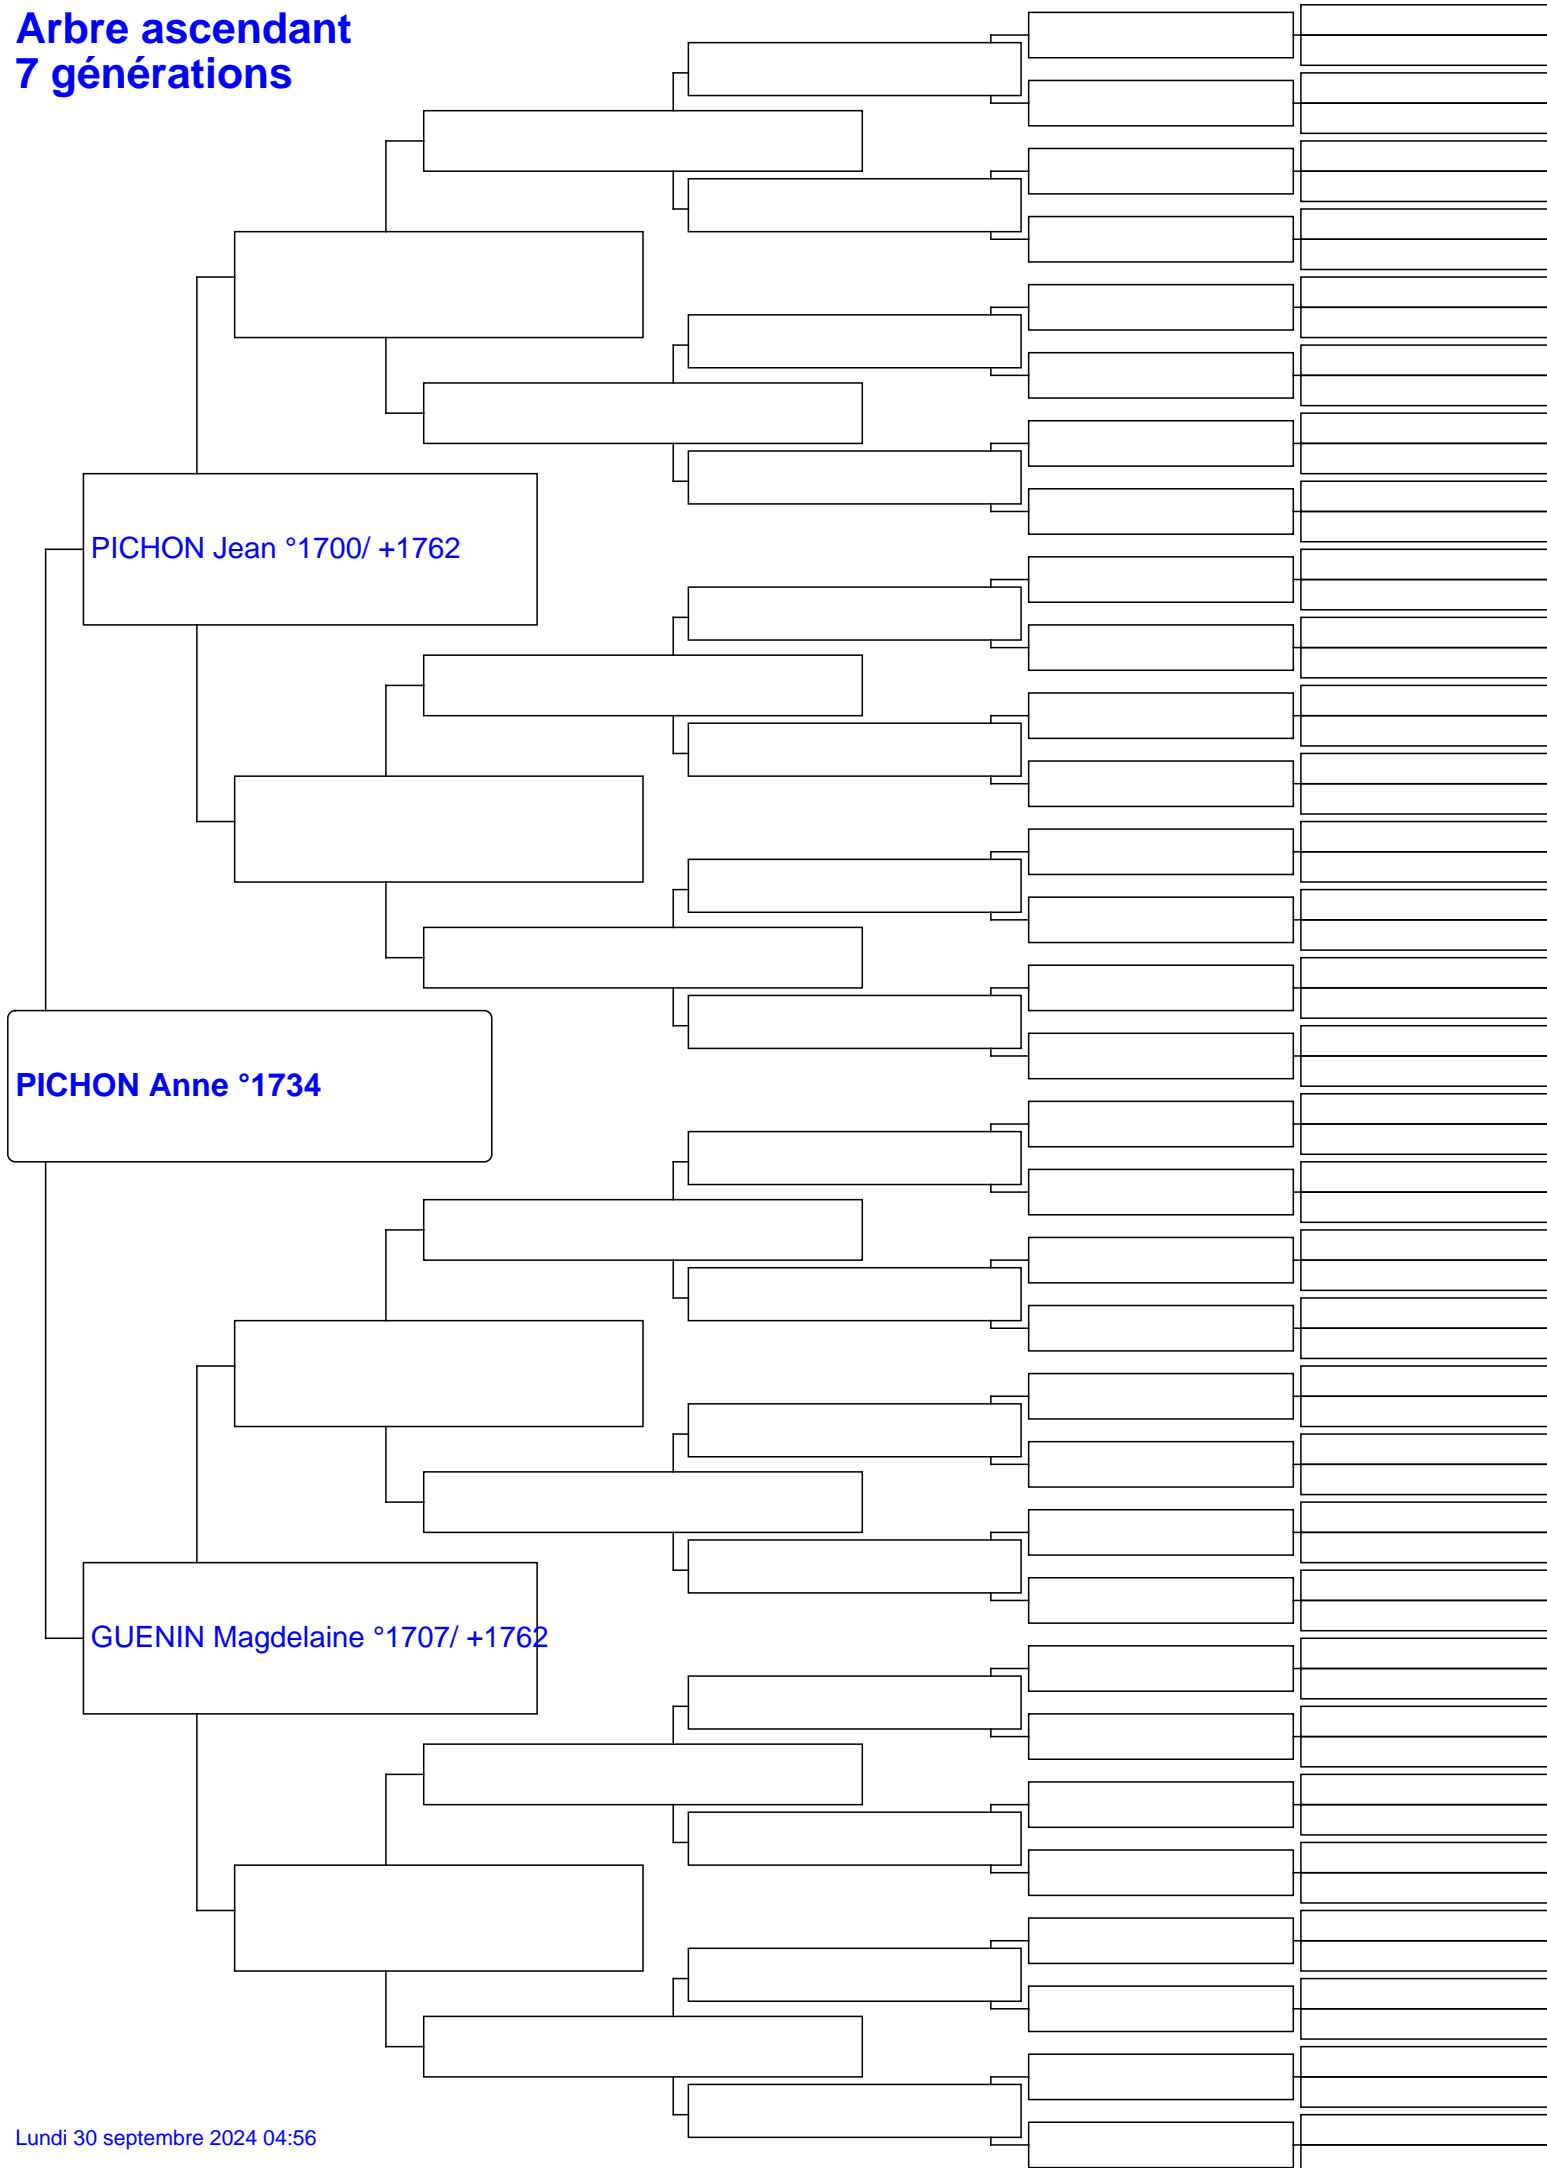 Arbre ascendant
7 générations
PICHON Jean °1700/ +1762
PICHON Anne °1734
GUENIN Magdelaine °1707/ +1762
Lundi 30 septembre 2024 04:56